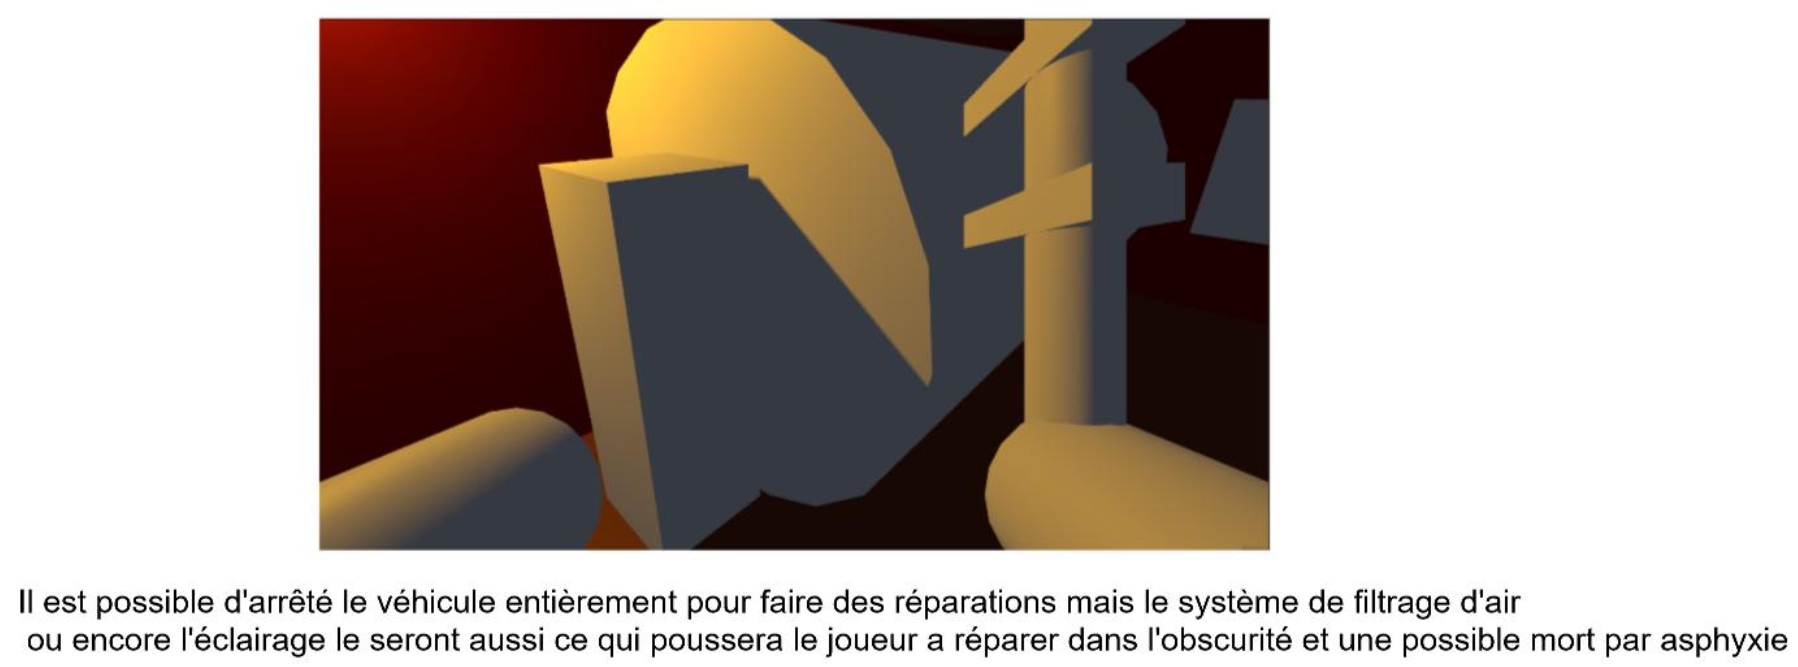 Il est possible d'arrêté le véhicule entièrement pour faire des réparations mais le système de filtrage d'air
ou encore l'éclairage le seront aussi ce qui poussera le joueur a réparer dans l'obscurité et une possible mort par asphyxie